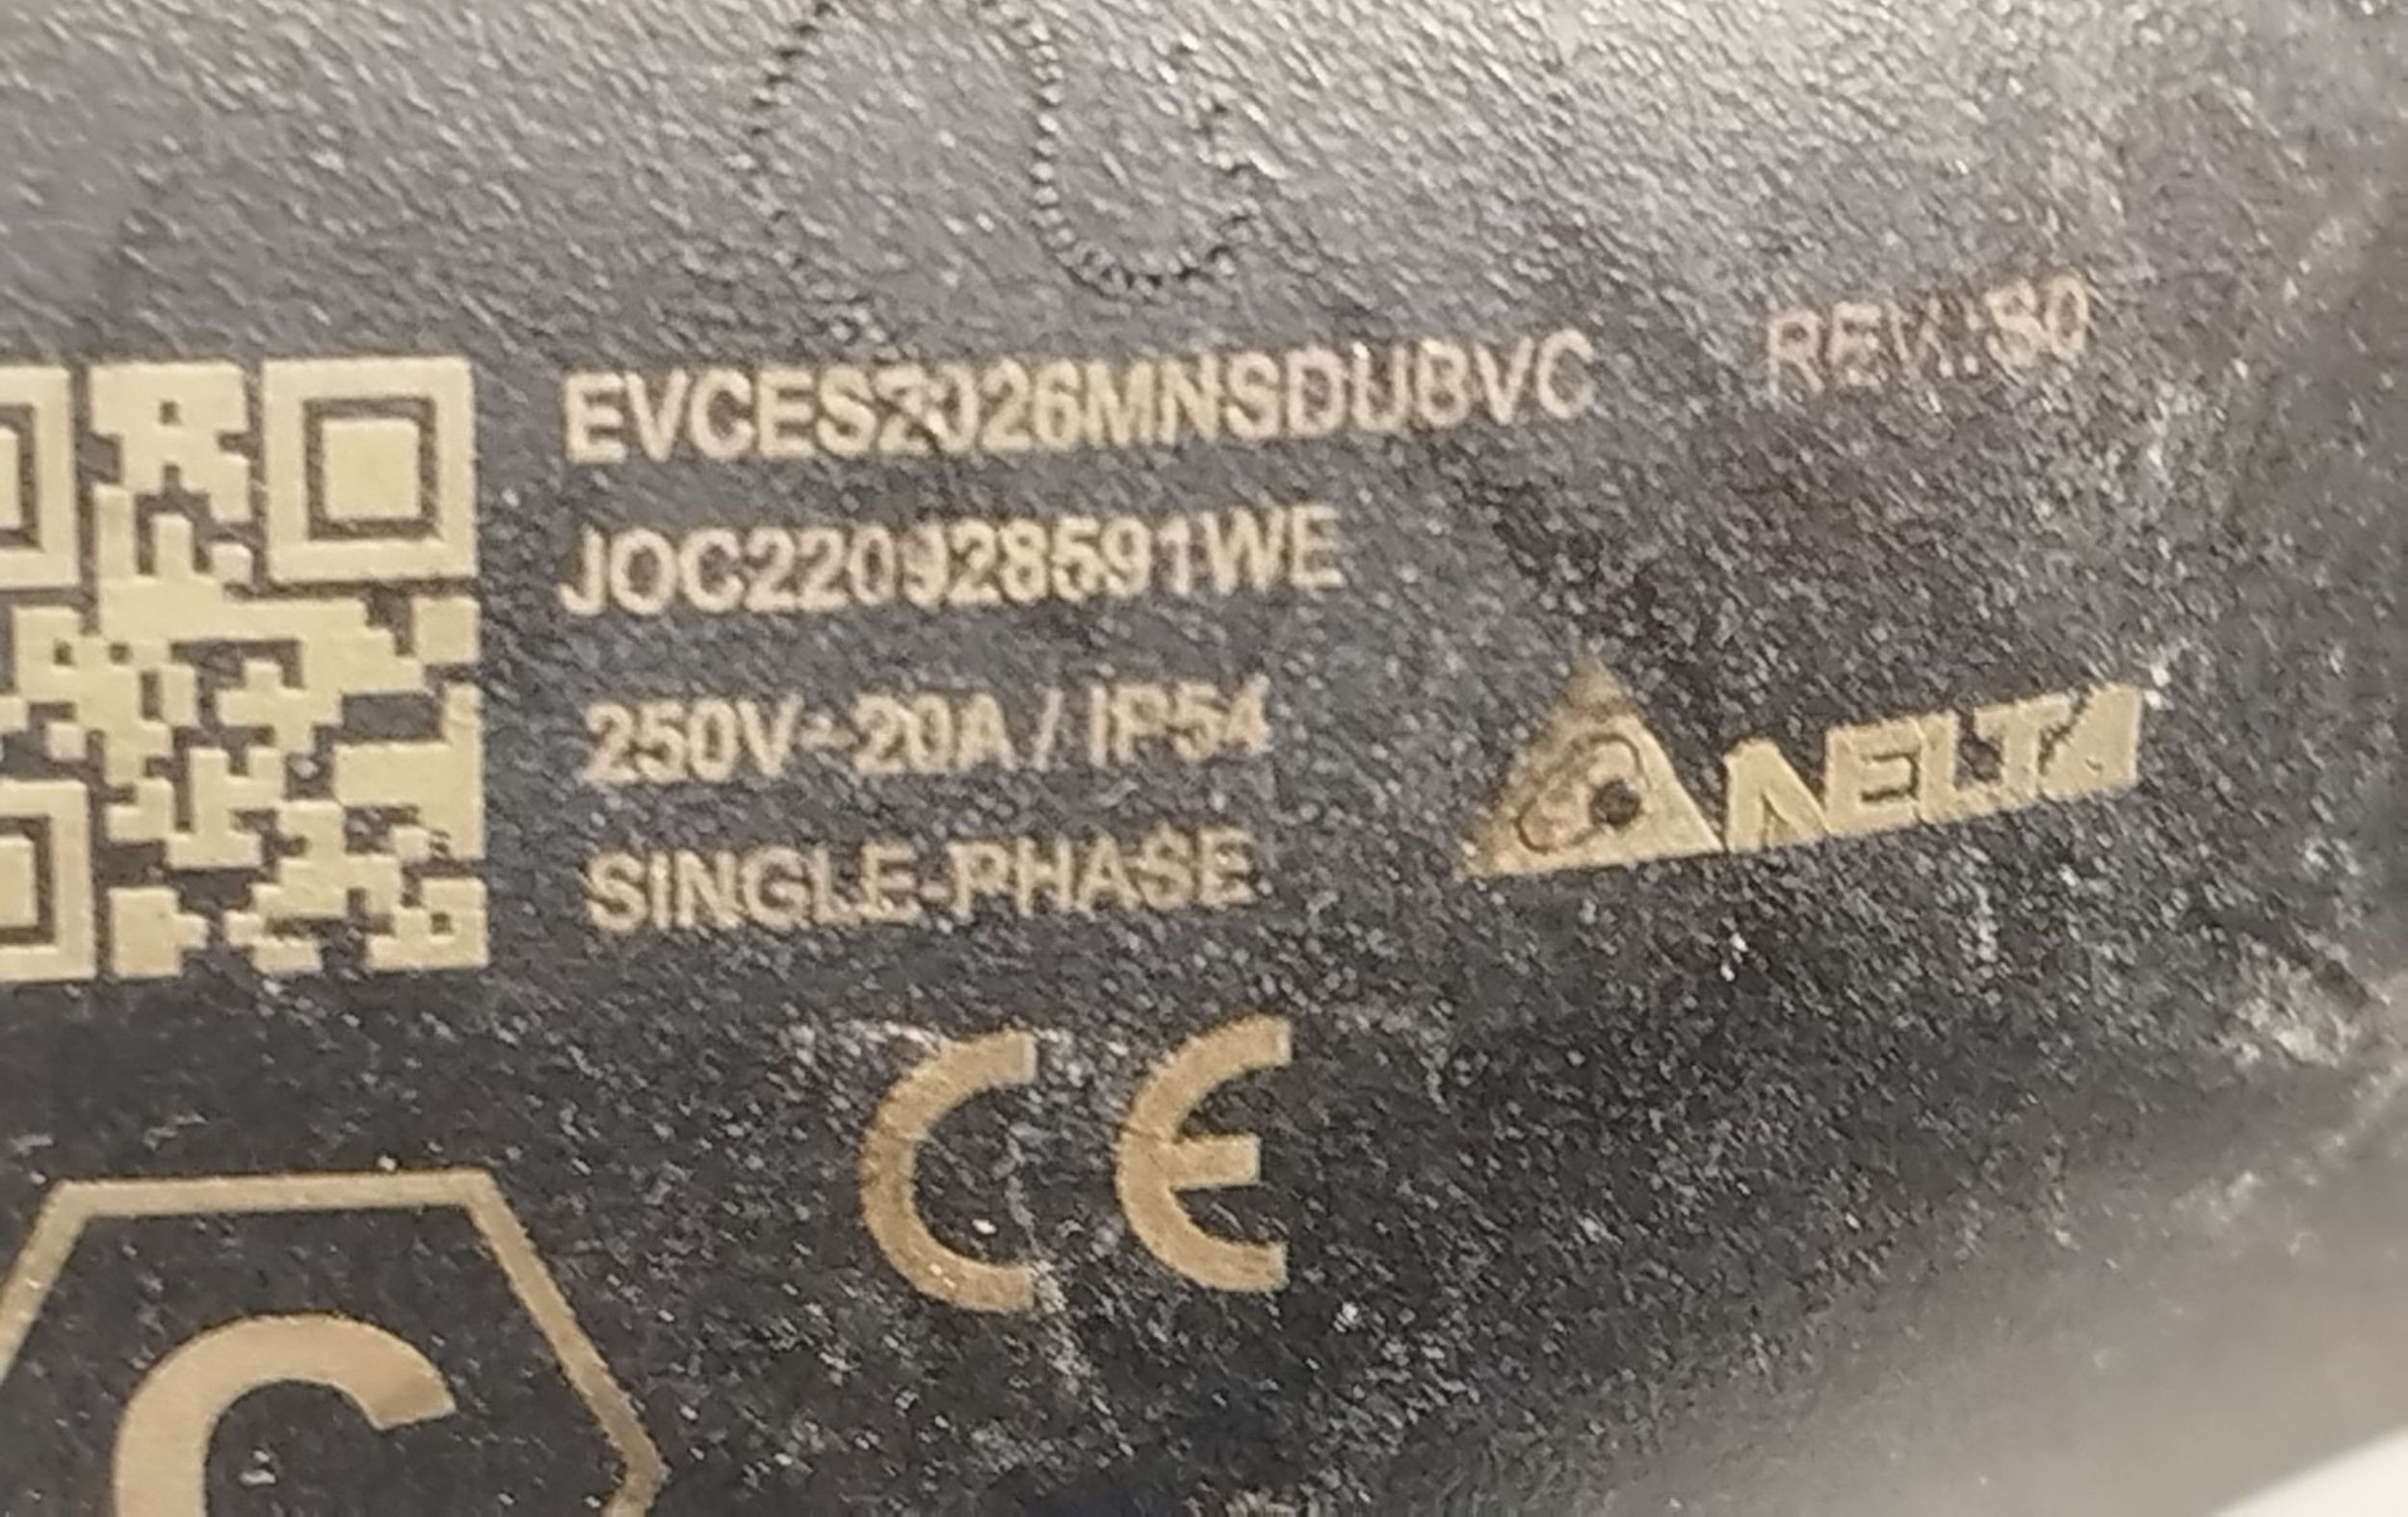 EVCES2026MNSDUBVC REV.:S0
JOC220928591WE
250V~20A / IP54
SINGLE-PHASE
DELTA
CE
C